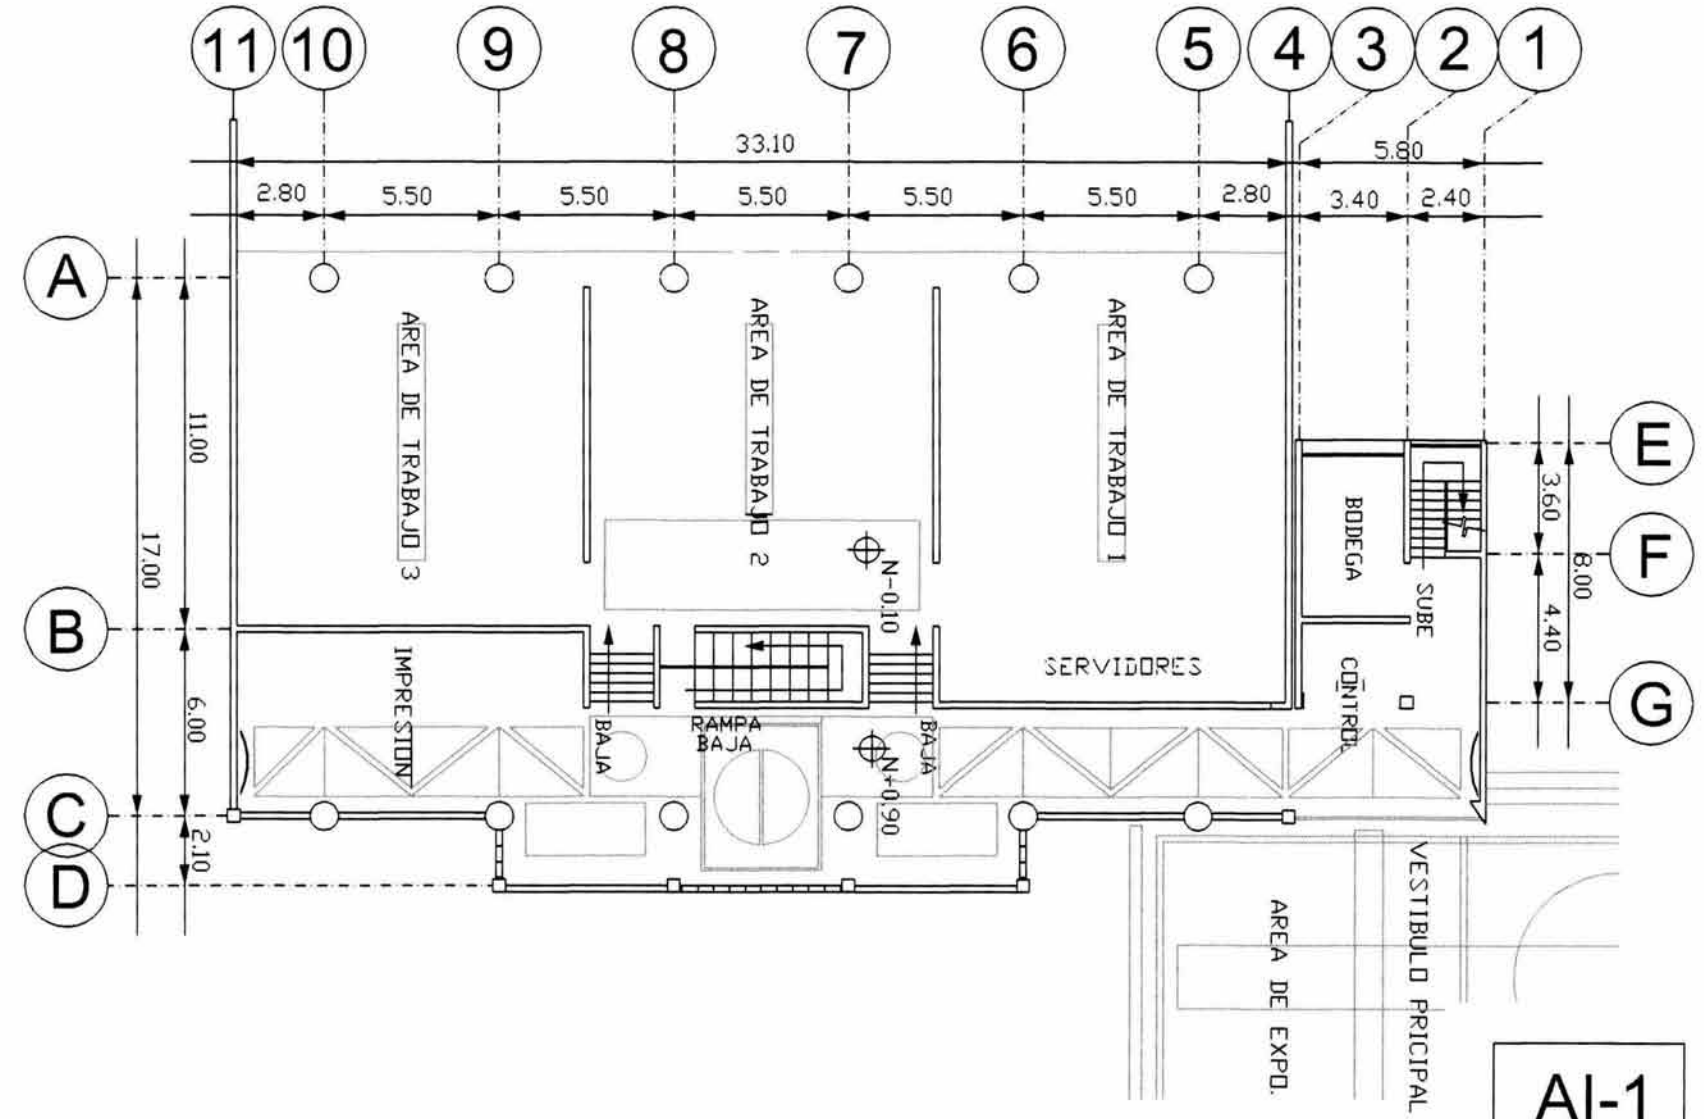 11 10 9 8 7 6 5 4 3 2 1
33.10 5.80
2.80 5.50 5.50 5.50 5.50 5.50 2.80 3.40 2.40
A
B
C
D
11.00
17.00
6.00
2.10
AREA DE TRABAJO 3
AREA DE TRABAJO 2
AREA DE TRABAJO 1
N-0.10
BODEGA
SUBE
E
F
G
3.60
8.00
4.40
IMPRESION
SERVIDORES
CONTROL
BAJA
RAMPA
BAJA
BAJA
N+0.90
AREA DE EXPO.
VESTIBULO PRICIPAL
AI-1